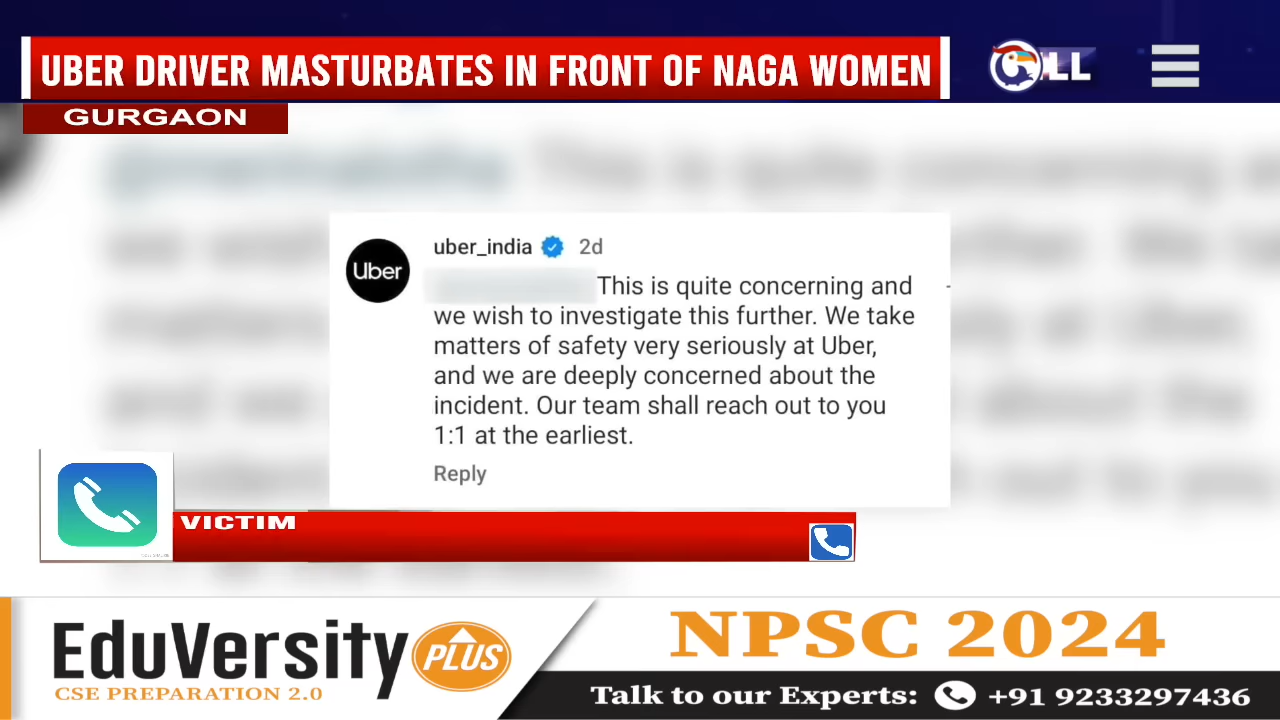 UBER DRIVER MASTURBATES IN FRONT OF NAGA WOMEN
LL
GURGAON
Uber
uber_india 2d
This is quite concerning and
we wish to investigate this further. We take
matters of safety very seriously at Uber,
and we are deeply concerned about the
incident. Our team shall reach out to you
1:1 at the earliest.
Reply
VICTIM
EduVersity PLUS
CSE PREPARATION 2.0
NPSC 2024
Talk to our Experts: +91 9233297436